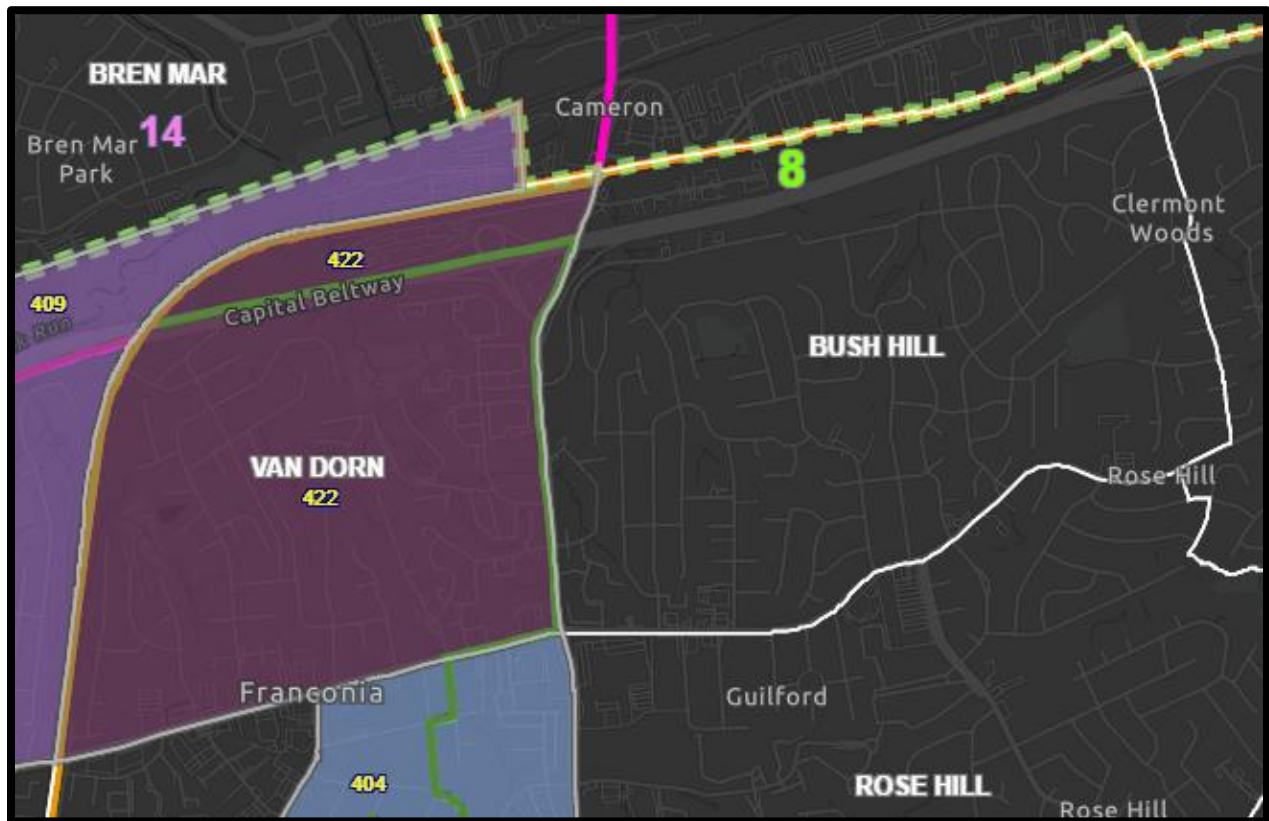 BREN MAR
14
Bren Mar
Park
Cameron
8
Clermont
Woods
422
409
Capital Beltway
Run
BUSH HILL
VAN DORN
422
Rose Hill
Franconia
Guilford
404
ROSE HILL
Rose Hill